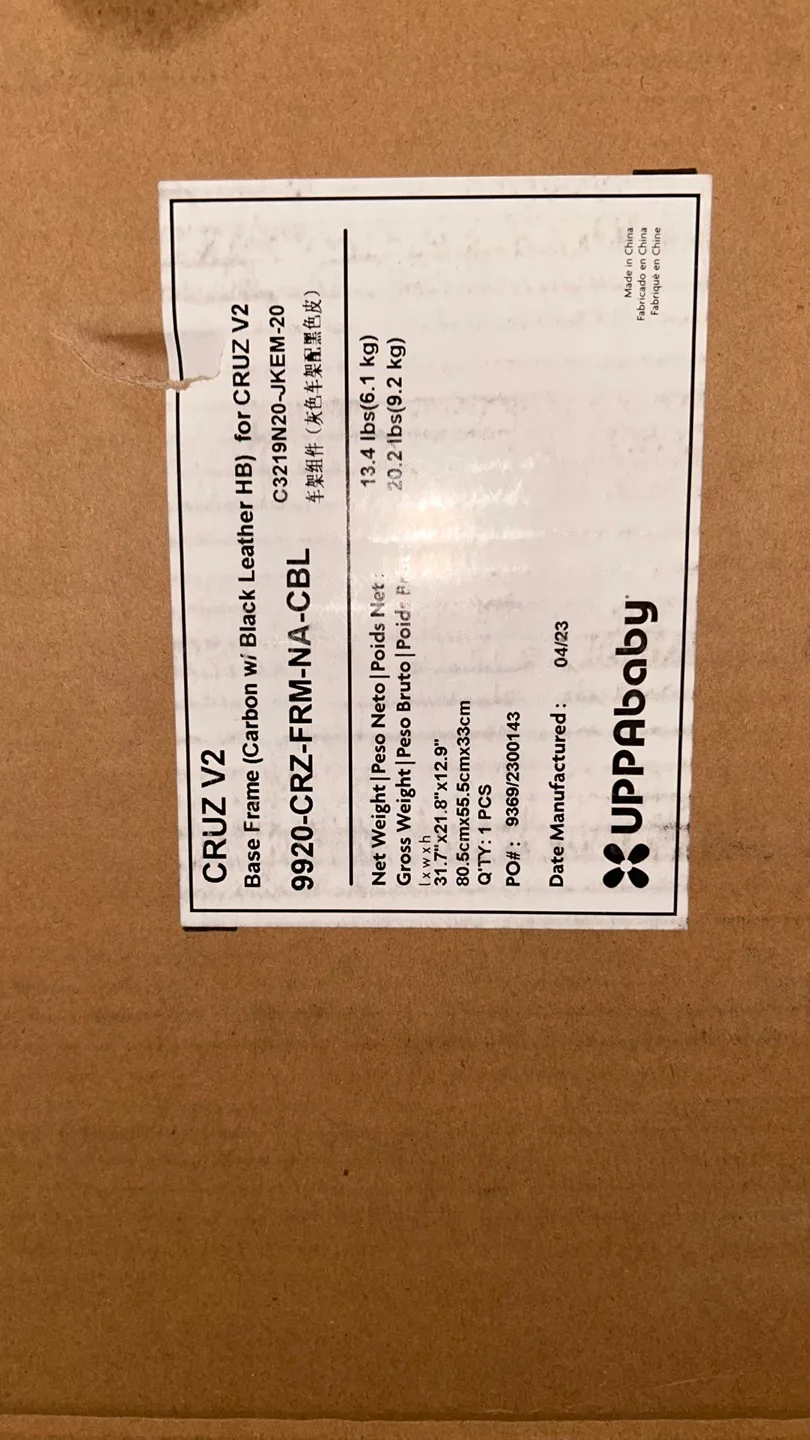 CRUZ V2
Base Frame (Carbon w/ Black Leather HB) for CRUZ V2
9920-CRZ-FRM-NA-CBL C3219N20-JKEM-20
车架组件（灰色车架配黑色皮）
Net Weight|Peso Neto|Poids Net : 13.4 lbs(6.1 kg)
Gross Weight|Peso Bruto|Poids 20.2 lbs(9.2 kg)
l x w x h
31.7"x21.8"x12.9"
80.5cmx55.5cmx33cm
Q'TY: 1 PCS
PO# : 9369/2300143
Date Manufactured : 04/23
UPPAbaby
Made in China
Fabricado en China
Fabriqué en Chine